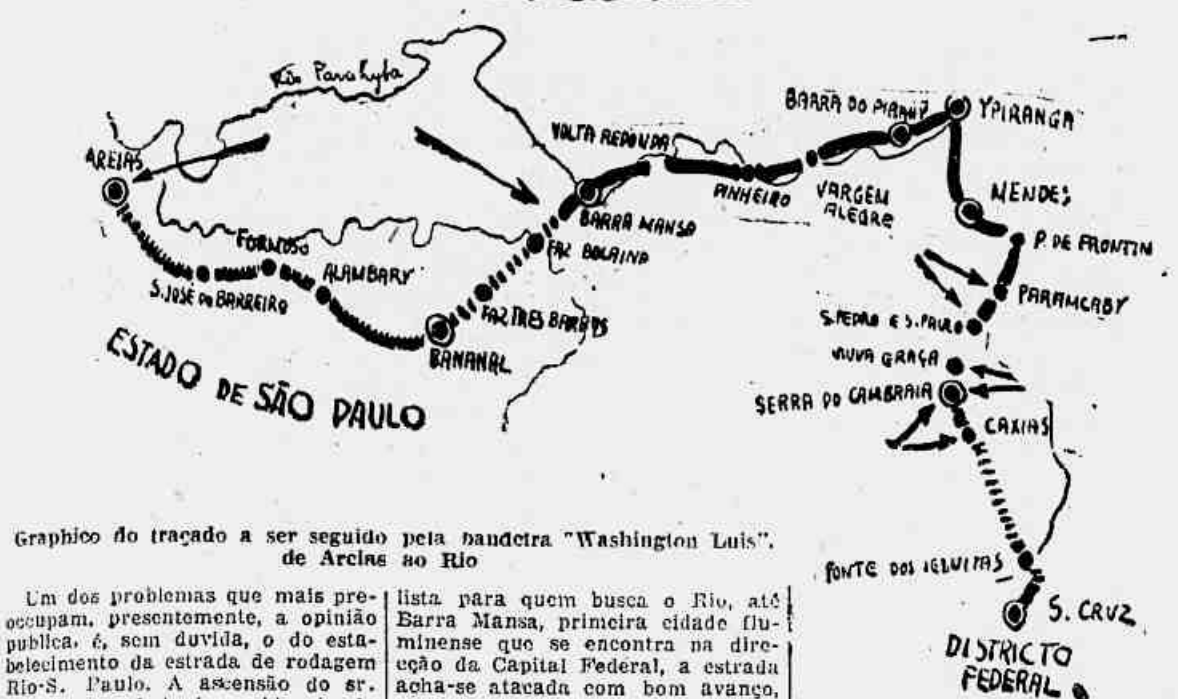 Rio Parahyba
AREIAS
FORMOSO
S. JOSÉ DO BARREIRO
ALAMBARY
BANANAL
FAZ TRES BARRAS
FAZ BOCAINA
BARRA MANSA
VOLTA REDONDA
PINHEIRO
VARGEM
ALEGRE
BARRA DO PIRAHY
YPIRANGA
MENDES
P. DE FRONTIN
PARAMCABY
S. PEDRO E S. PAULO
VIUVA GRAÇA
SERRA DO CAMBRAIA
CAXIAS
PONTE DOS JESUITAS
S. CRUZ
DISTRICTO
FEDERAL
ESTADO DE SÃO PAULO
Graphico do traçado a ser seguido pela bandeira "Washington Luis".
de Areias ao Rio
Um dos problemas que mais pre-
occupam, presentemente, a opinião
publica, é, sem duvida, o do esta-
belecimento da estrada de rodagem
Rio-S. Paulo. A ascensão do sr.
lista para quem busca o Rio, até
Barra Mansa, primeira cidade flu-
minense que se encontra na dire-
cção da Capital Federal, a estrada
acha-se atacada com bom avanço,